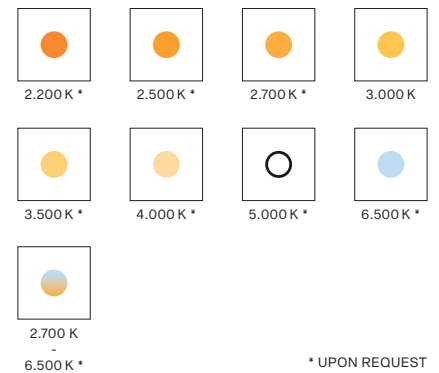 2.200 K *
2.500 K *
2.700 K *
3.000 K
3.500 K *
4.000 K *
5.000 K *
6.500 K *
2.700 K
-
6.500 K *
* UPON REQUEST